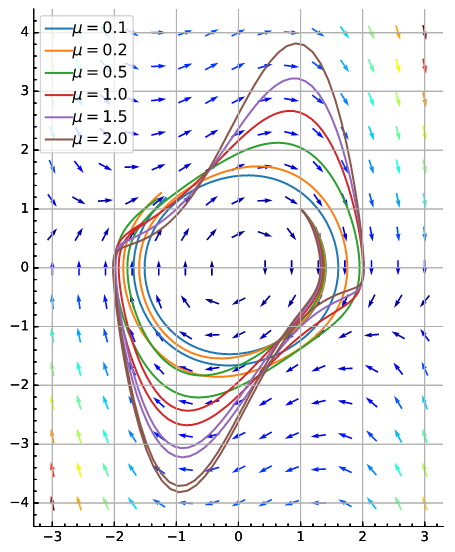 4
3
2
1
0
−1
−2
−3
−4
μ = 0.1
μ = 0.2
μ = 0.5
μ = 1.0
μ = 1.5
μ = 2.0
−3 −2 −1 0 1 2 3